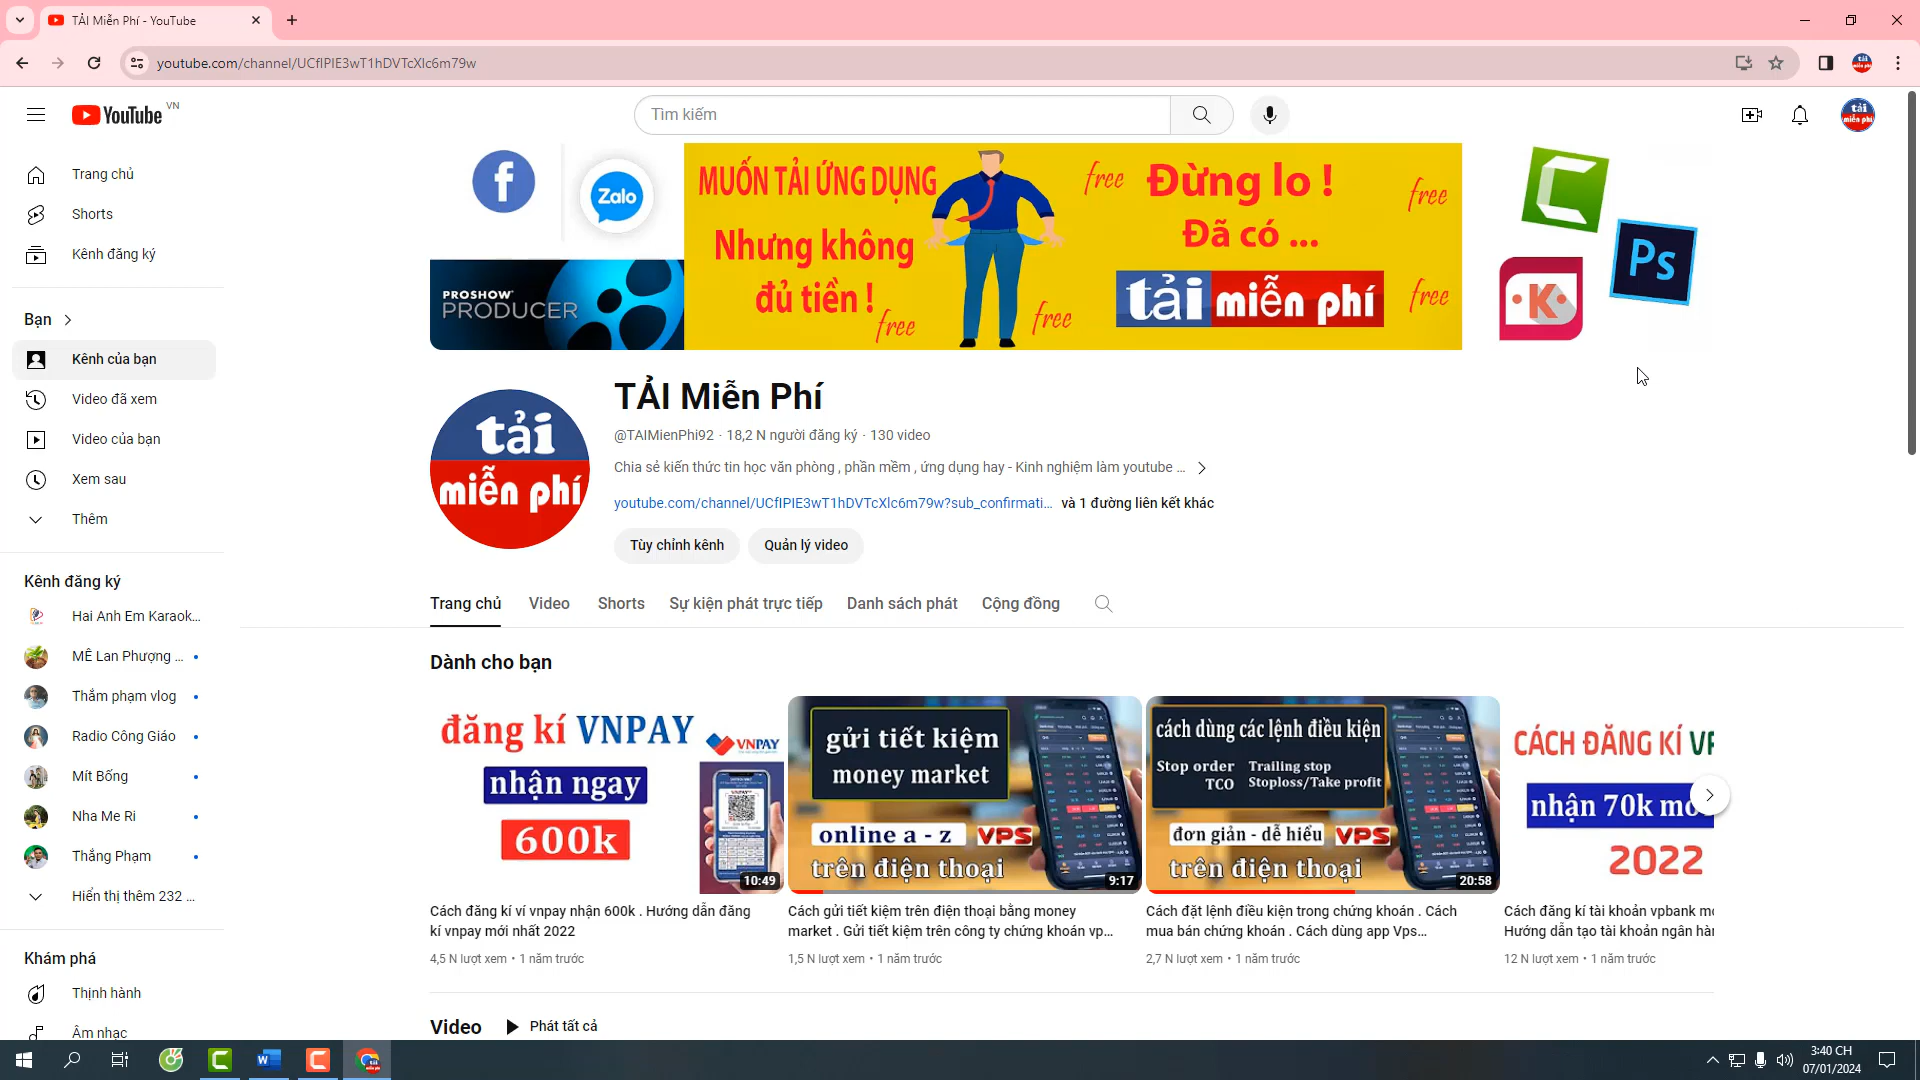 TẢI Miễn Phí - YouTube
youtube.com/channel/UCfIPIE3wT1hDVTcXlc6m79w
YouTube VN
Tìm kiếm
tải
miễn phí
Trang chủ
Shorts
Kênh đăng ký
Bạn
Kênh của bạn
Video đã xem
Video của bạn
Xem sau
Thêm
Kênh đăng ký
Hai Anh Em Karaok...
MÊ Lan Phượng ...
Thắm phạm vlog
Radio Công Giáo
Mít Bống
Nha Me Ri
Thắng Phạm
Hiển thị thêm 232 ...
Khám phá
Thịnh hành
Âm nhạc
f
Zalo
PROSHOW
PRODUCER
MUỐN TẢI ỨNG DỤNG
Nhưng không
đủ tiền !
free
free
free
Đừng lo !
Đã có ...
tải miễn phí
free
free
K
Ps
tải
miễn phí
TẢI Miễn Phí
@TAIMienPhi92 · 18,2 N người đăng ký · 130 video
Chia sẻ kiến thức tin học văn phòng , phần mềm , ứng dụng hay - Kinh nghiệm làm youtube ...
youtube.com/channel/UCfIPIE3wT1hDVTcXlc6m79w?sub_confirmati... và 1 đường liên kết khác
Tùy chỉnh kênh
Quản lý video
Trang chủ Video Shorts Sự kiện phát trực tiếp Danh sách phát Cộng đồng
Dành cho bạn
đăng kí VNPAY
VNPAY
nhận ngay
600k
10:49
Cách đăng kí ví vnpay nhận 600k . Hướng dẫn đăng
kí vnpay mới nhất 2022
4,5 N lượt xem • 1 năm trước
gửi tiết kiệm
money market
online a - z VPS
trên điện thoại
9:17
Cách gửi tiết kiệm trên điện thoại bằng money
market . Gửi tiết kiệm trên công ty chứng khoán vp...
1,5 N lượt xem • 1 năm trước
cách dùng các lệnh điều kiện
Stop order Trailing stop
TCO Stoploss/Take profit
đơn giản - dễ hiểu VPS
trên điện thoại
20:58
Cách đặt lệnh điều kiện trong chứng khoán . Cách
mua bán chứng khoán . Cách dùng app Vps...
2,7 N lượt xem • 1 năm trước
CÁCH ĐĂNG KÍ VP
nhận 70k
2022
Cách đăng kí tài khoản vpbank
Hướng dẫn tạo tài khoản ngân
12 N lượt xem • 1 năm trước
Video Phát tất cả
3:40 CH
07/01/2024